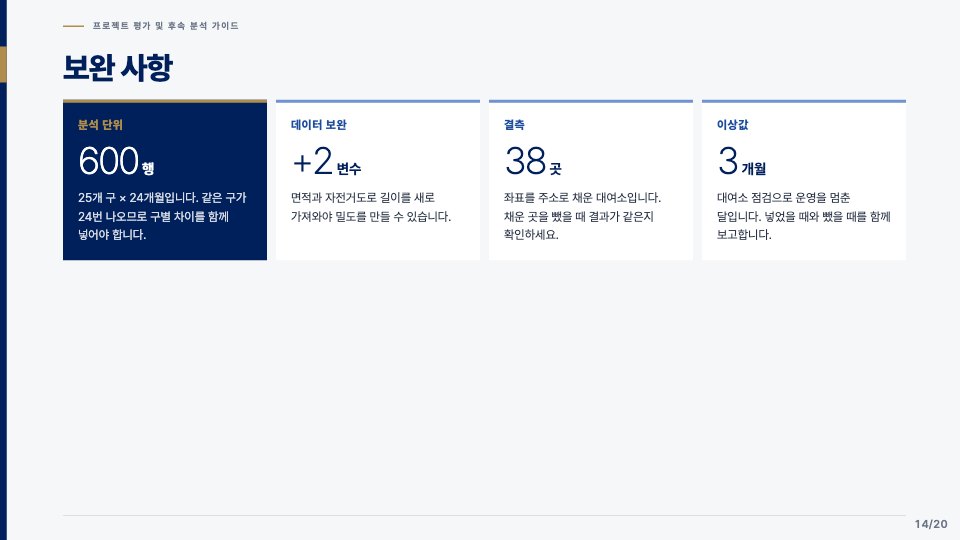 프로젝트 평가 및 후속 분석 가이드
보완 사항
분석 단위
600행
25개 구 × 24개월입니다. 같은 구가
24번 나오므로 구별 차이를 함께
넣어야 합니다.
데이터 보완
+2 변수
면적과 자전거도로 길이를 새로
가져와야 밀도를 만들 수 있습니다.
결측
38곳
좌표를 주소로 채운 대여소입니다.
채운 곳을 뺐을 때 결과가 같은지
확인하세요.
이상값
3개월
대여소 점검으로 운영을 멈춘
달입니다. 넣었을 때와 뺐을 때를 함께
보고합니다.
14/20